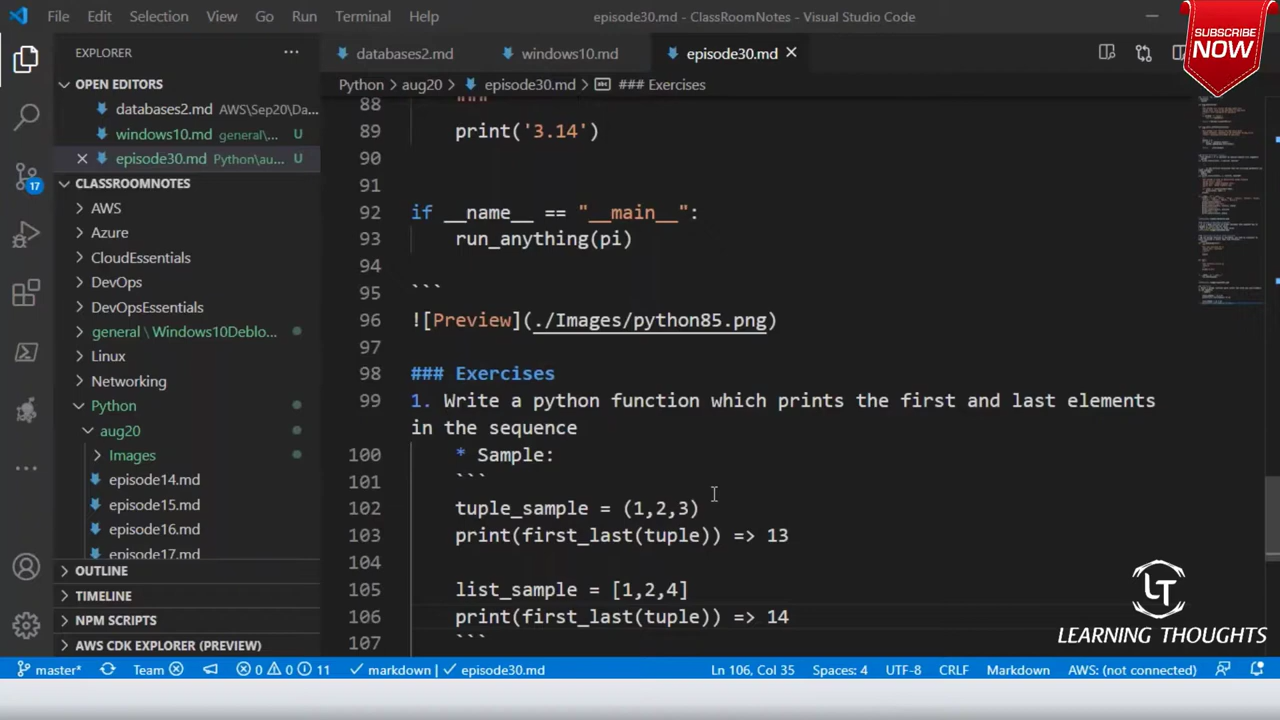 File Edit Selection View Go Run Terminal Help
episode30.md - ClassRoomNotes - Visual Studio Code
SUBSCRIBE
NOW
EXPLORER
databases2.md windows10.md episode30.md
OPEN EDITORS
Python > aug20 > episode30.md > ### Exercises
databases2.md AWS\Sep20\Da...
windows10.md general\... U
episode30.md Python\au... U
CLASSROOMNOTES
AWS
Azure
CloudEssentials
DevOps
DevOpsEssentials
general \ Windows10Deblo...
Linux
Networking
Python
aug20
Images
episode14.md
episode15.md
episode16.md
episode17.md
OUTLINE
TIMELINE
NPM SCRIPTS
AWS CDK EXPLORER (PREVIEW)
17
88 """
89 print('3.14')
90
91
92 if __name__ == "__main__":
93 run_anything(pi)
94
95 ```
96 ![Preview](./Images/python85.png)
97
98 ### Exercises
99 1. Write a python function which prints the first and last elements
in the sequence
100 * Sample:
101 ```
102 tuple_sample = (1,2,3)
103 print(first_last(tuple)) => 13
104
105 list_sample = [1,2,4]
106 print(first_last(tuple)) => 14
107 ```
LT
LEARNING THOUGHTS
master* Team 0 0 11 markdown | episode30.md Ln 106, Col 35 Spaces: 4 UTF-8 CRLF Markdown AWS: (not connected)